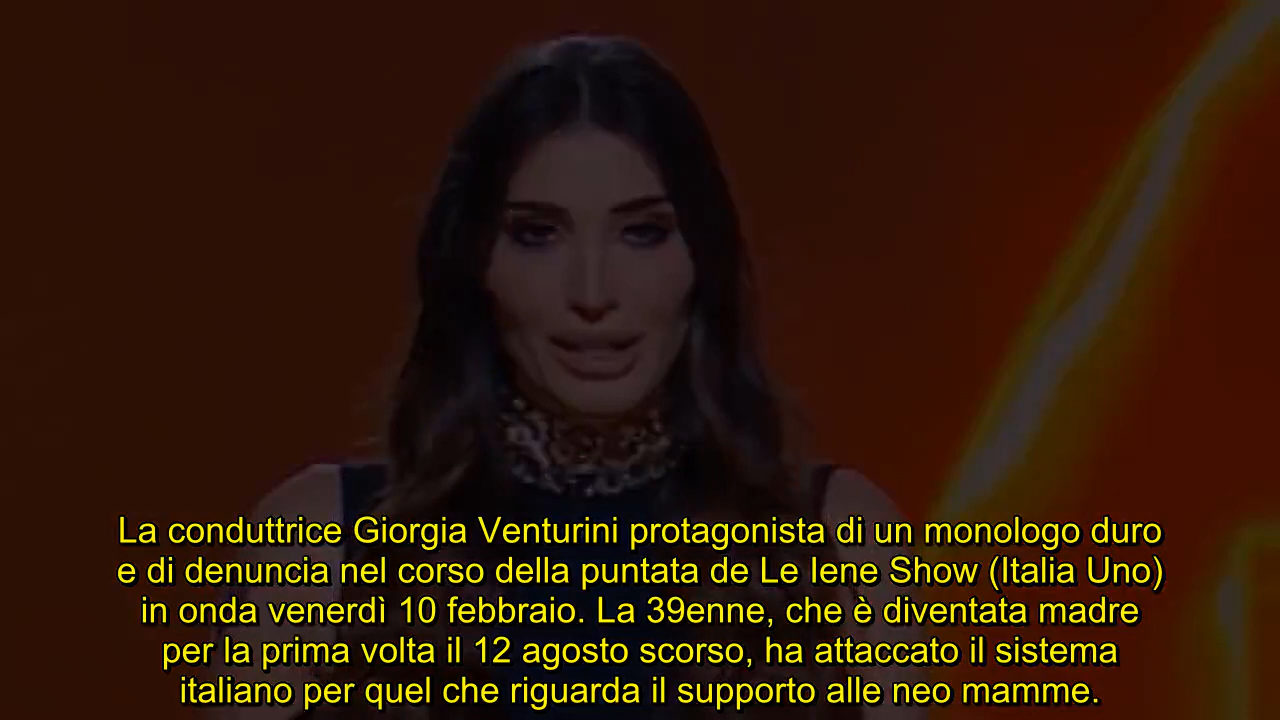 La conduttrice Giorgia Venturini protagonista di un monologo duro
e di denuncia nel corso della puntata de Le Iene Show (Italia Uno)
in onda venerdì 10 febbraio. La 39enne, che è diventata madre
per la prima volta il 12 agosto scorso, ha attaccato il sistema
italiano per quel che riguarda il supporto alle neo mamme.